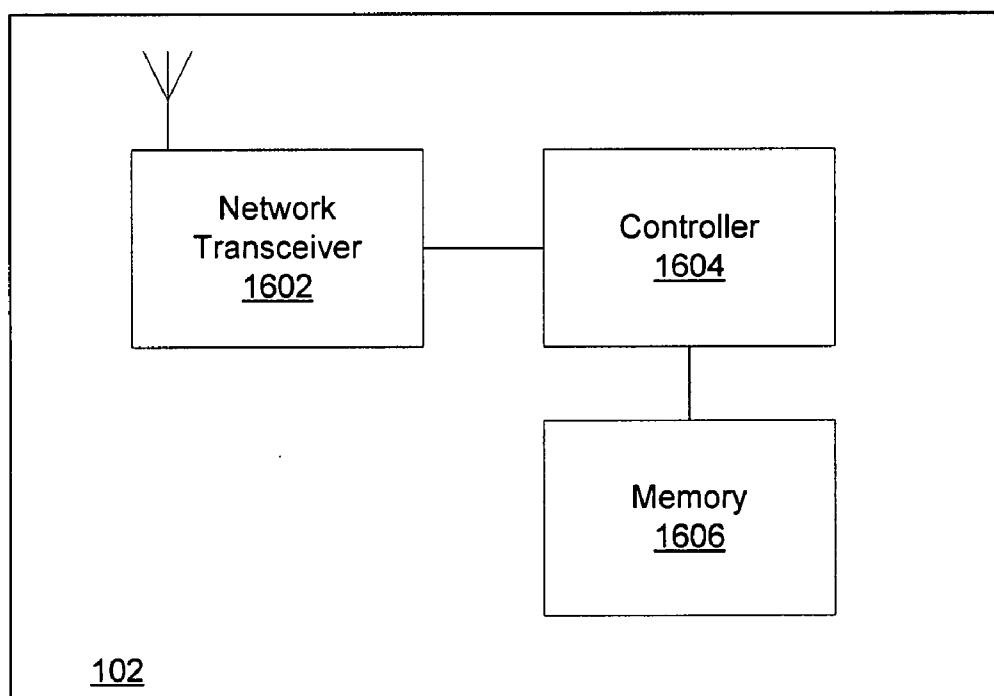 Network
Transceiver
1602
Controller
1604
Memory
1606
102